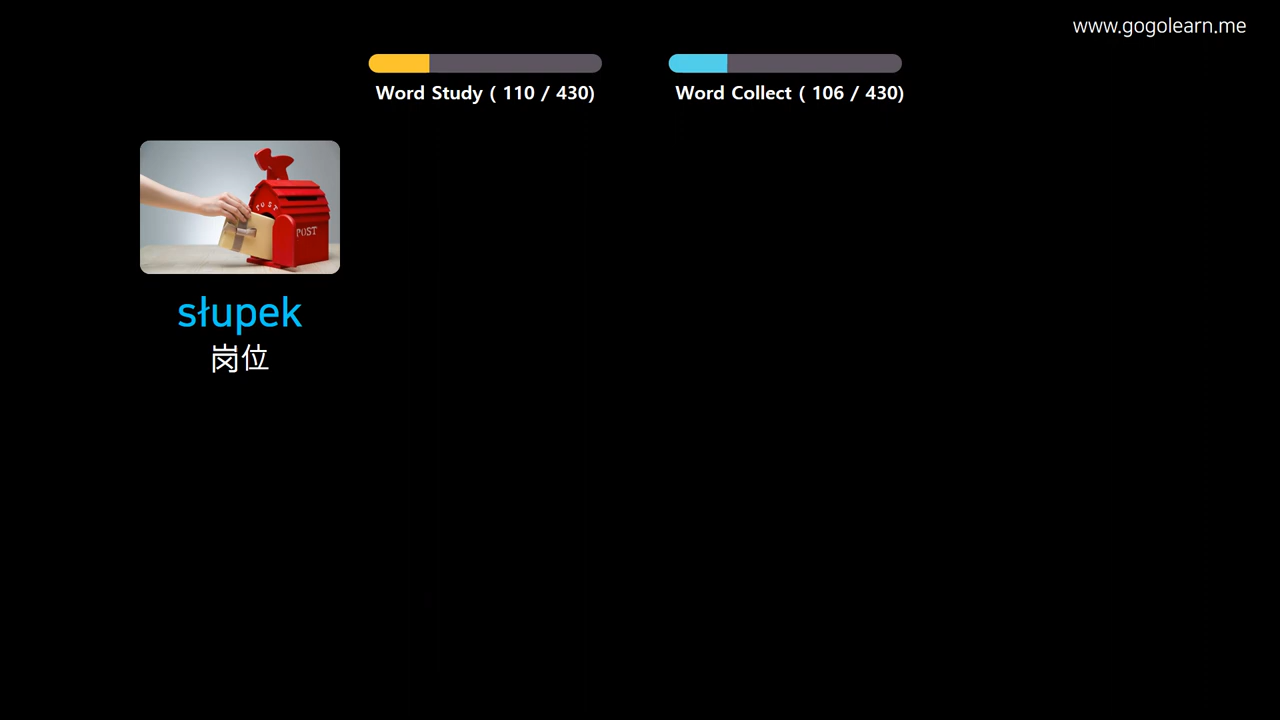 www.gogolearn.me
Word Study ( 110 / 430)
Word Collect ( 106 / 430)
POST
POST
słupek
岗位